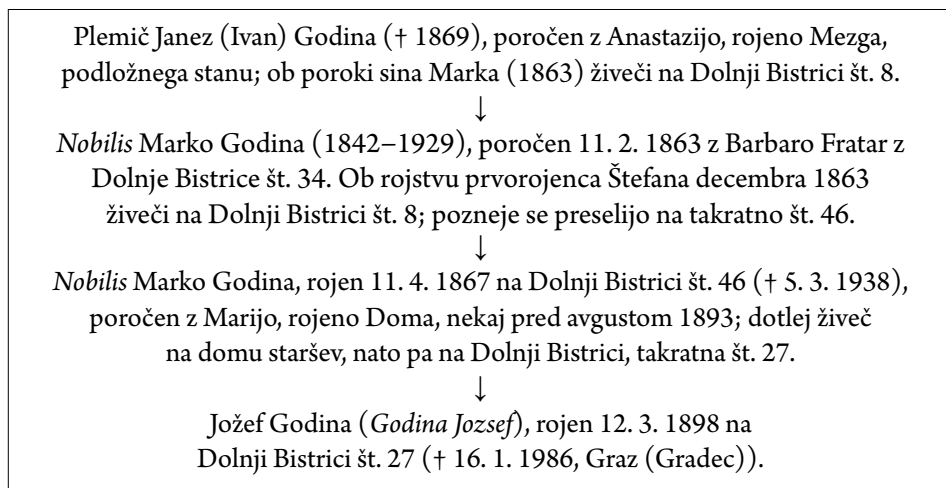 Plemič Janez (Ivan) Godina († 1869), poročen z Anastazijo, rojeno Mezga,
podložnega stanu; ob poroki sina Marka (1863) živeči na Dolnji Bistrici št. 8.
↓
Nobilis Marko Godina (1842–1929), poročen 11. 2. 1863 z Barbaro Fratar z
Dolnje Bistrice št. 34. Ob rojstvu prvorojenca Štefana decembra 1863
živeči na Dolnji Bistrici št. 8; pozneje se preselijo na takratno št. 46.
↓
Nobilis Marko Godina, rojen 11. 4. 1867 na Dolnji Bistrici št. 46 († 5. 3. 1938),
poročen z Marijo, rojeno Doma, nekaj pred avgustom 1893; dotlej živeč
na domu staršev, nato pa na Dolnji Bistrici, takratna št. 27.
↓
Jožef Godina (Godina Jozsef), rojen 12. 3. 1898 na
Dolnji Bistrici št. 27 († 16. 1. 1986, Graz (Gradec)).